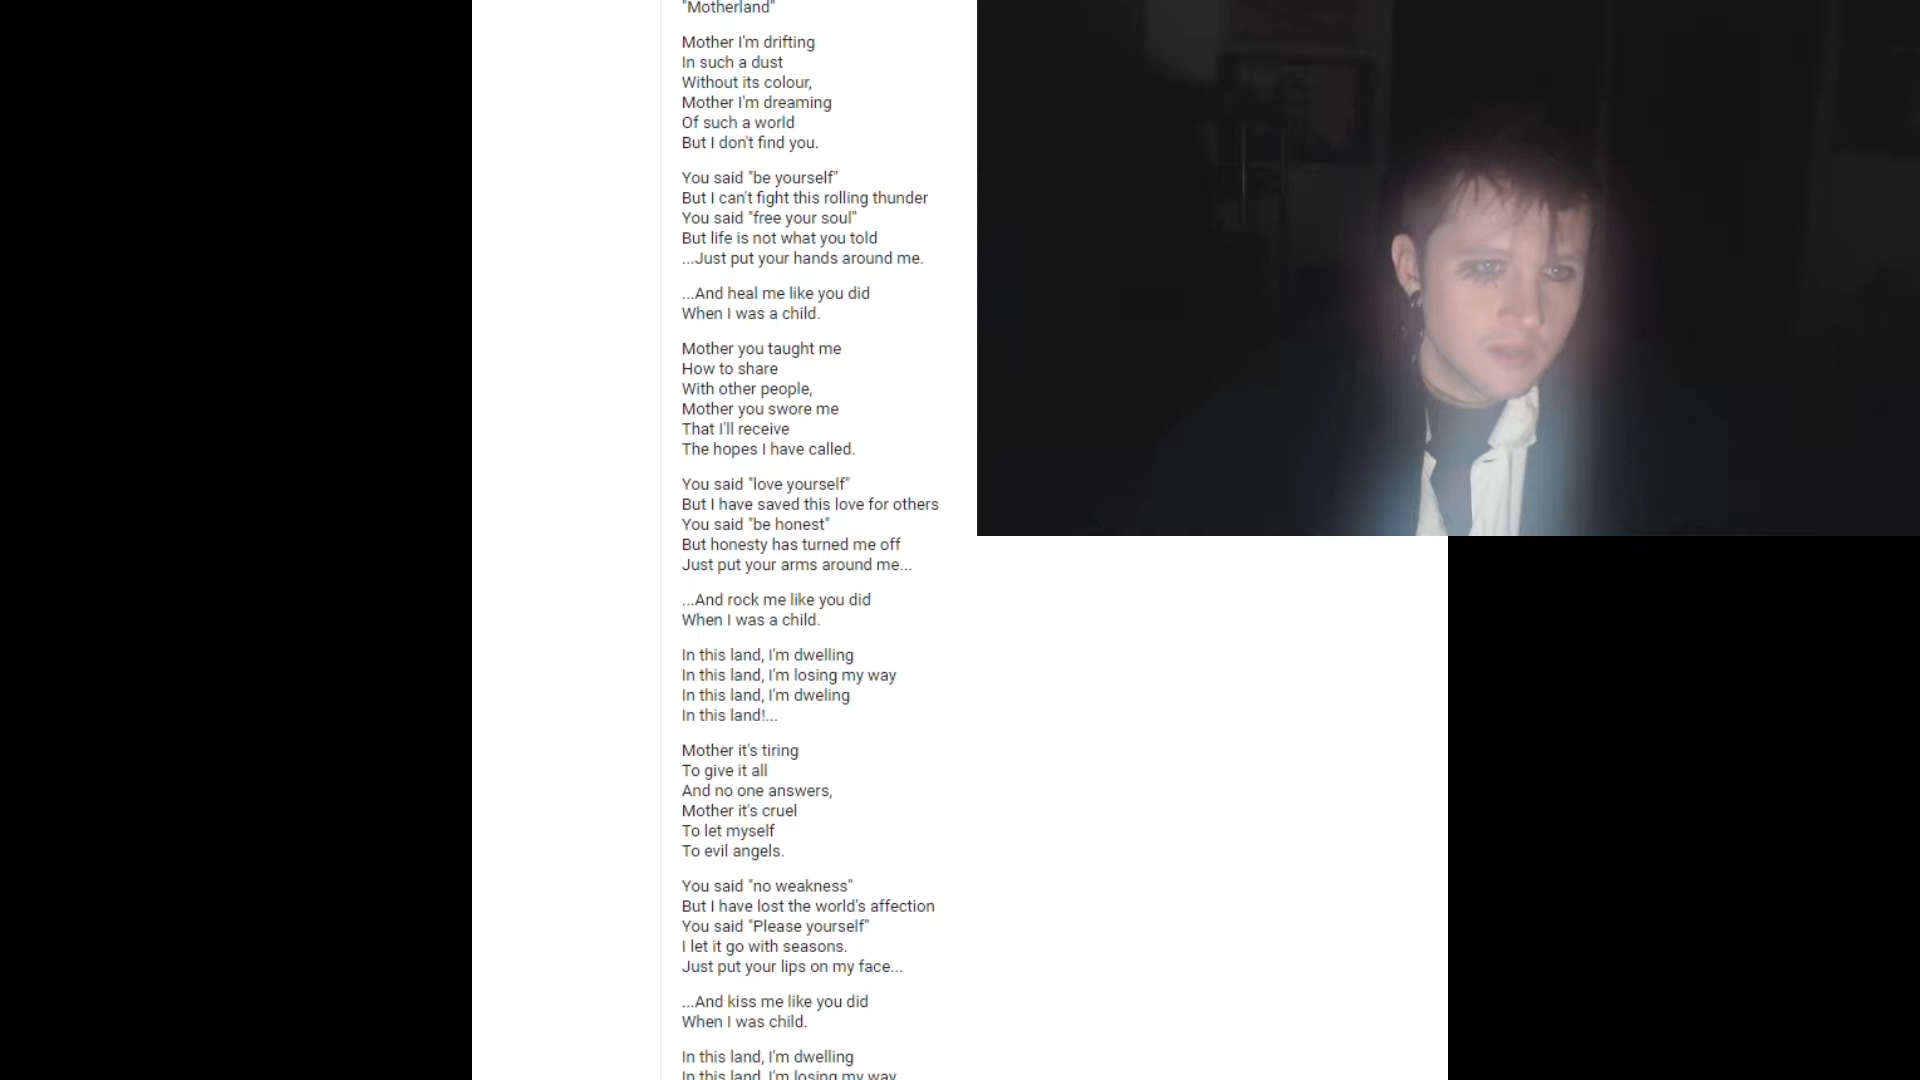 "Motherland"
Mother I'm drifting
In such a dust
Without its colour,
Mother I'm dreaming
Of such a world
But I don't find you.
You said "be yourself"
But I can't fight this rolling thunder
You said "free your soul"
But life is not what you told
...Just put your hands around me.
...And heal me like you did
When I was a child.
Mother you taught me
How to share
With other people,
Mother you swore me
That I'll receive
The hopes I have called.
You said "love yourself"
But I have saved this love for others
You said "be honest"
But honesty has turned me off
Just put your arms around me...
...And rock me like you did
When I was a child.
In this land, I'm dwelling
In this land, I'm losing my way
In this land, I'm dweling
In this land!...
Mother it's tiring
To give it all
And no one answers,
Mother it's cruel
To let myself
To evil angels.
You said "no weakness"
But I have lost the world's affection
You said "Please yourself"
I let it go with seasons.
Just put your lips on my face...
...And kiss me like you did
When I was child.
In this land, I'm dwelling
In this land, I'm losing my way